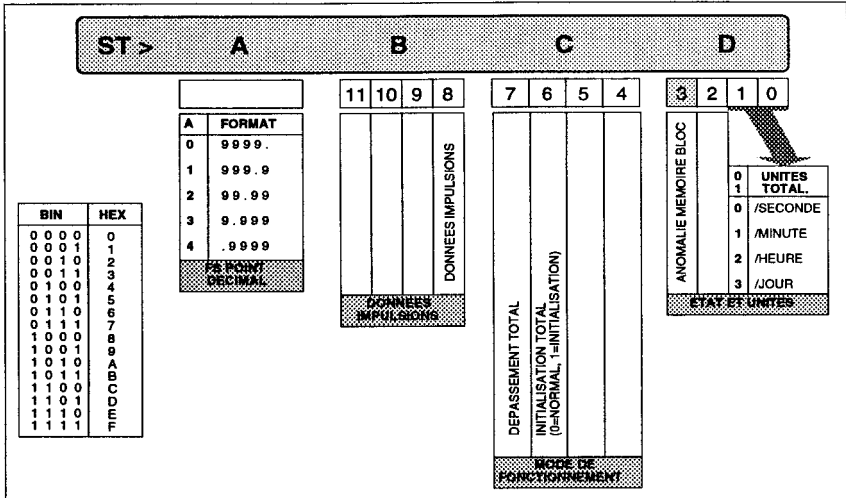 ST > A B C D
11 10 9 8
7 6 5 4
3 2 1 0
A FORMAT
0 9999.
1 999.9
2 99.99
3 9.999
4 .9999
FS POINT
DECIMAL
DONNEES IMPULSIONS
DONNEES
IMPULSIONS
DEPASSEMENT TOTAL
INITIALISATION TOTAL
(0=NORMAL, 1=INITIALISATION)
MODE DE
FONCTIONNEMENT
ANOMALIE MEMOIRE BLOC
0 UNITES
1 TOTAL.
0 /SECONDE
1 /MINUTE
2 /HEURE
3 /JOUR
ETAT ET UNITES
BIN HEX
0 0 0 0 0
0 0 0 1 1
0 0 1 0 2
0 0 1 1 3
0 1 0 0 4
0 1 0 1 5
0 1 1 0 6
0 1 1 1 7
1 0 0 0 8
1 0 0 1 9
1 0 1 0 A
1 0 1 1 B
1 1 0 0 C
1 1 0 1 D
1 1 1 0 E
1 1 1 1 F